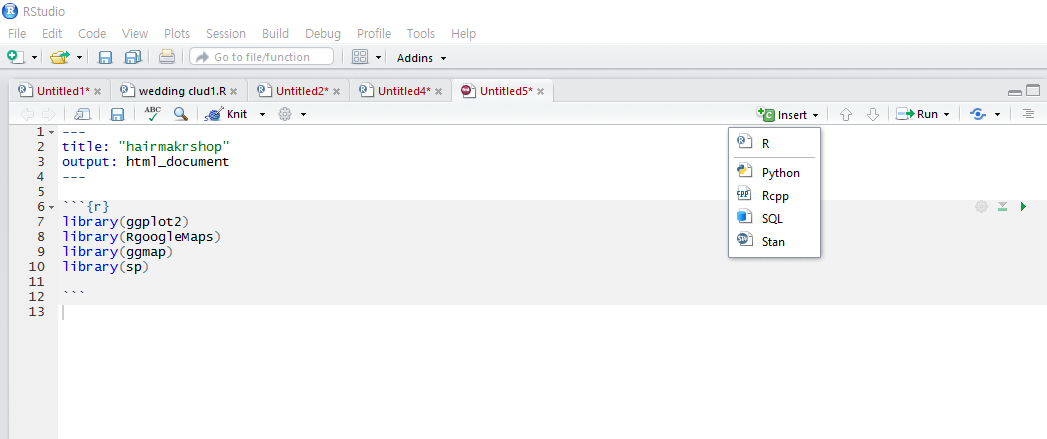 RStudio
File Edit Code View Plots Session Build Debug Profile Tools Help
Go to file/function Addins
Untitled1* wedding clud1.R Untitled2* Untitled4* Untitled5*
ABC Knit Insert Run
R
Python
Rcpp
SQL
Stan
1 ---
2 title: "hairmakrshop"
3 output: html_document
4 ---
5
6 ```{r}
7 library(ggplot2)
8 library(RgoogleMaps)
9 library(ggmap)
10 library(sp)
11
12 ```
13